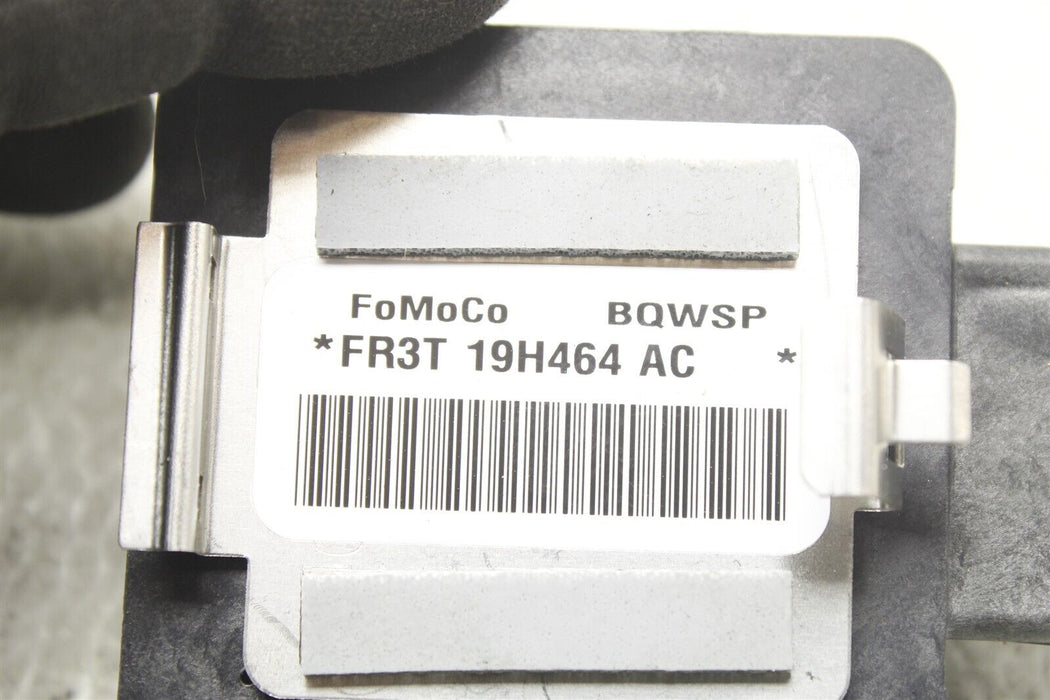 FoMoCo BQWSP
*FR3T 19H464 AC *